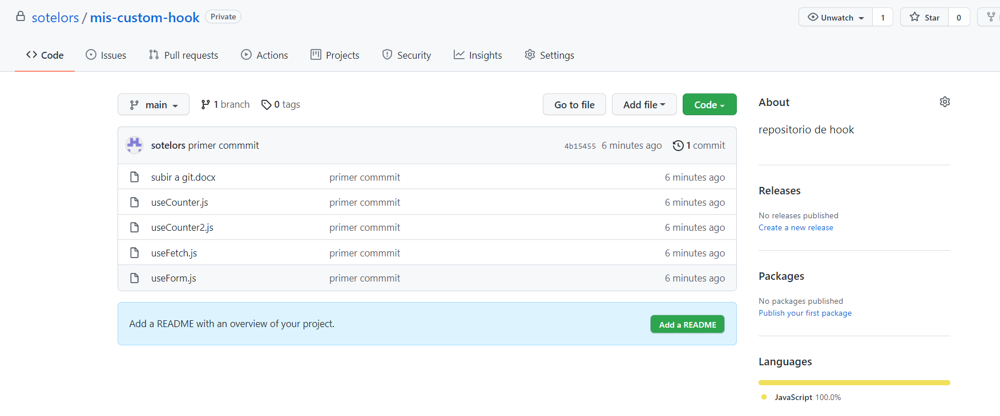 sotelors / mis-custom-hook Private
Unwatch 1 Star 0
Code Issues Pull requests Actions Projects Security Insights Settings
main 1 branch 0 tags Go to file Add file Code
sotelors primer commmit 4b15455 6 minutes ago 1 commit
subir a git.docx primer commmit 6 minutes ago
useCounter.js primer commmit 6 minutes ago
useCounter2.js primer commmit 6 minutes ago
useFetch.js primer commmit 6 minutes ago
useForm.js primer commmit 6 minutes ago
Add a README with an overview of your project. Add a README
About
repositorio de hook
Releases
No releases published
Create a new release
Packages
No packages published
Publish your first package
Languages
JavaScript 100.0%